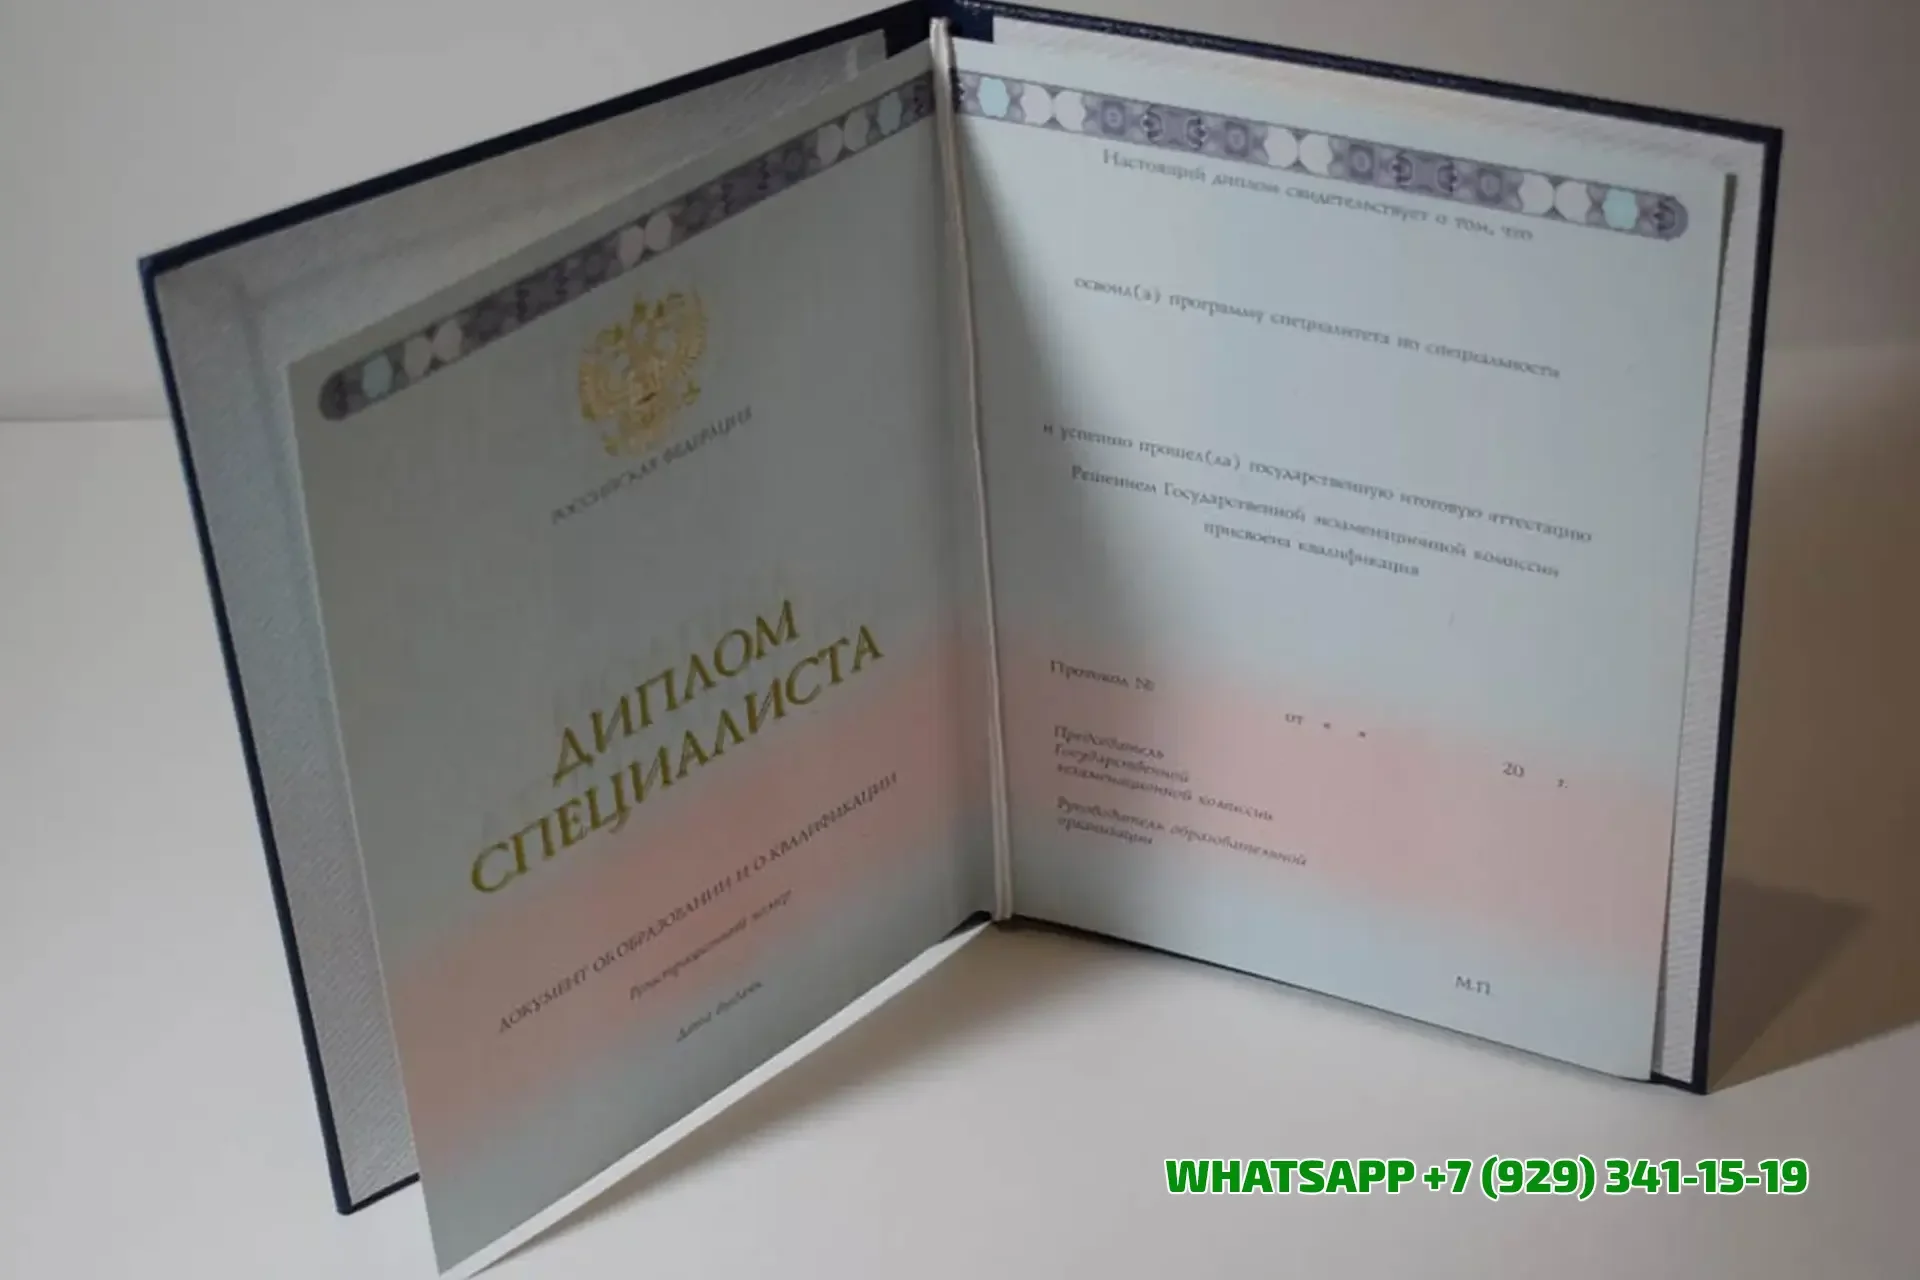 РОССИЙСКАЯ ФЕДЕРАЦИЯ
ДИПЛОМ
СПЕЦИАЛИСТА
ДОКУМЕНТ ОБ ОБРАЗОВАНИИ И О КВАЛИФИКАЦИИ
Регистрационный номер
Дата выдачи
Настоящий диплом свидетельствует о том, что
освоил(а) программу специалитета по специальности
и успешно прошел(ла) государственную итоговую аттестацию
Решением Государственной экзаменационной комиссии
присвоена квалификация
Протокол №
от « »
20 г.
Председатель
Государственной
экзаменационной комиссии
Руководитель образовательной
организации
М.П.
WHATSAPP +7 (929) 341-15-19